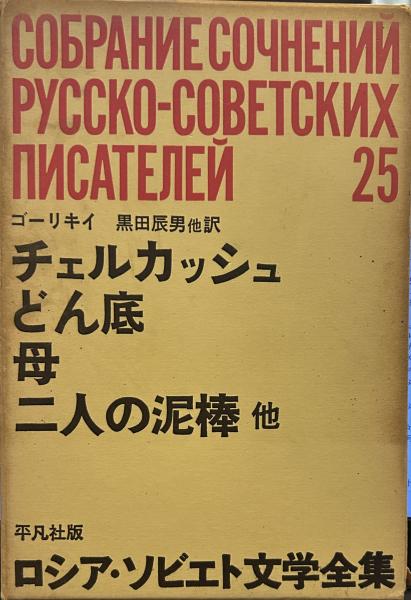 СОБРАНИЕ СОЧНЕНИЙ
РУССКО-СОВЕТСКИХ
ПИСАТЕЛЕЙ 25
ゴーリキイ 黒田辰男他訳
チェルカッシュ
どん底
母
二人の泥棒 他
平凡社版
ロシア・ソビエト文学全集